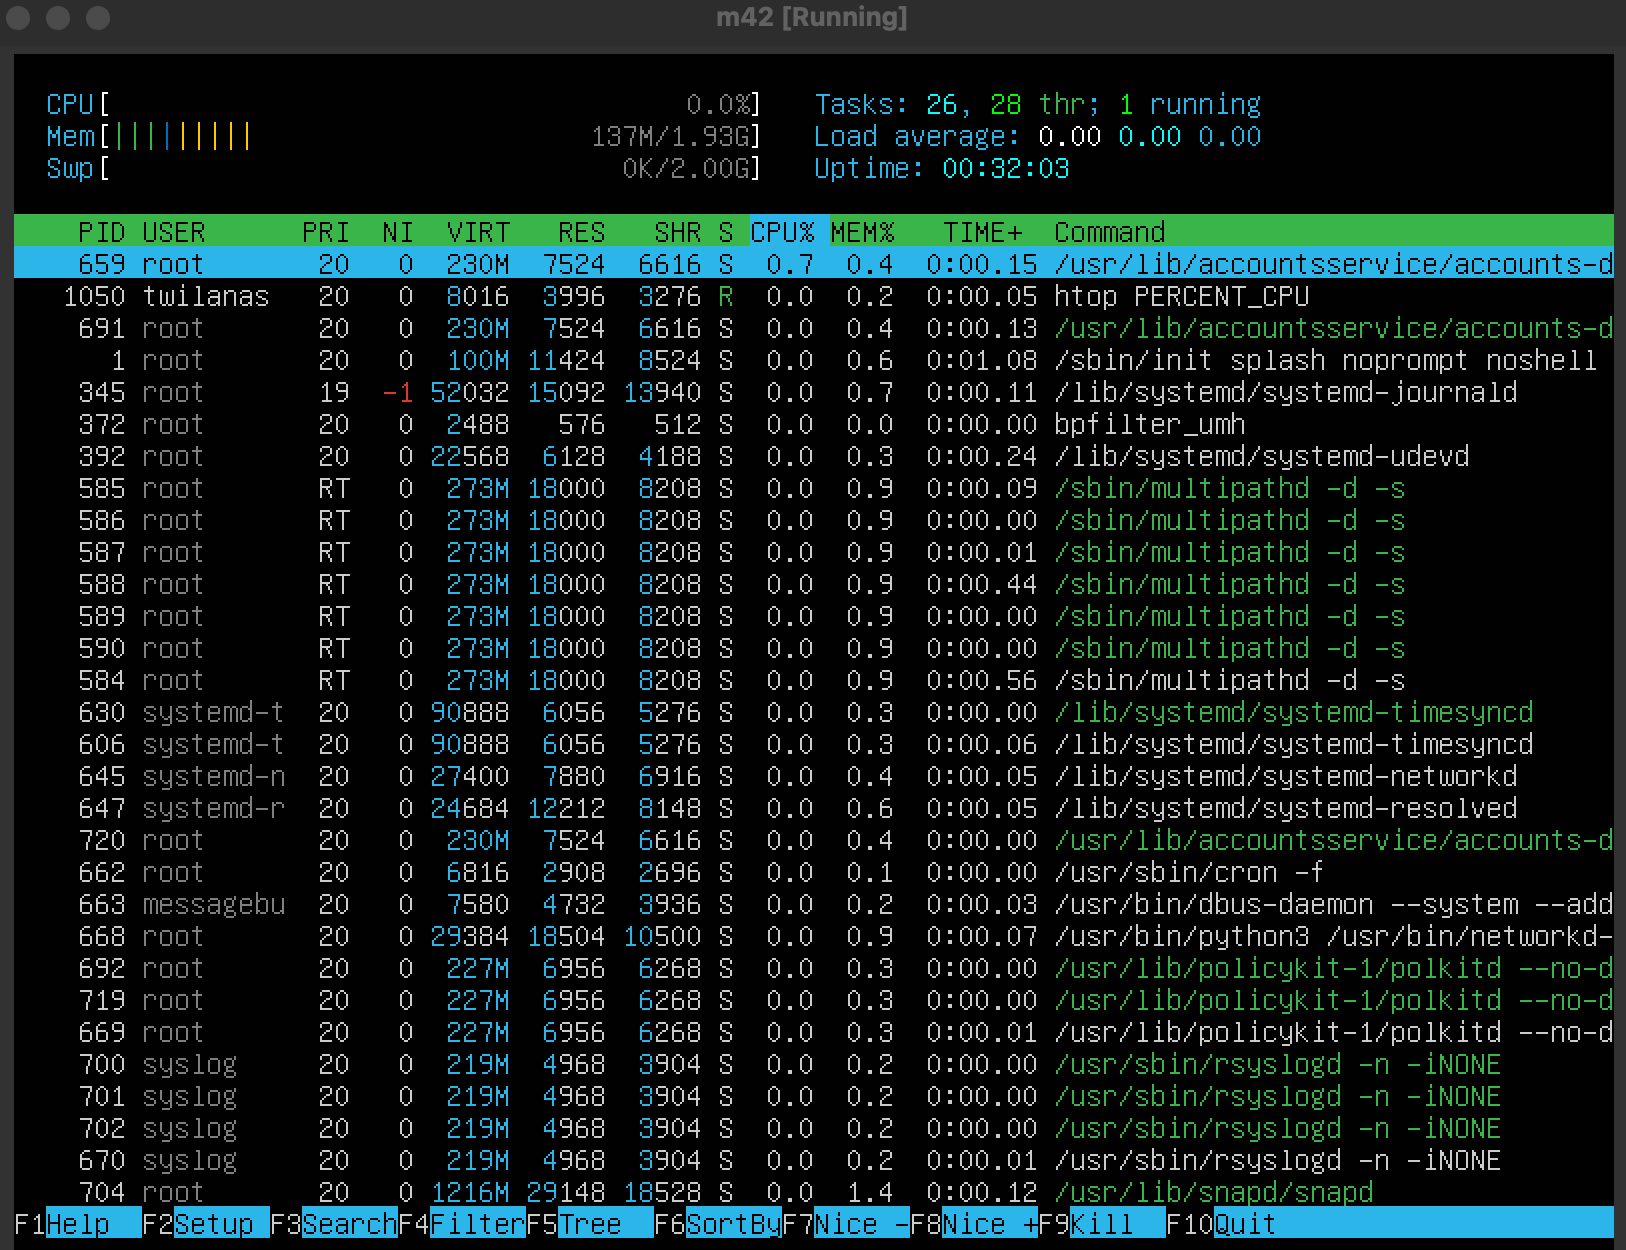 m42 [Running]
CPU[ 0.0%] Tasks: 26, 28 thr; 1 running
Mem[||||||||| 137M/1.93G] Load average: 0.00 0.00 0.00
Swp[ 0K/2.00G] Uptime: 00:32:03
PID USER PRI NI VIRT RES SHR S CPU% MEM% TIME+ Command
659 root 20 0 230M 7524 6616 S 0.7 0.4 0:00.15 /usr/lib/accountsservice/accounts-d
1050 twilanas 20 0 8016 3996 3276 R 0.0 0.2 0:00.05 htop PERCENT_CPU
691 root 20 0 230M 7524 6616 S 0.0 0.4 0:00.13 /usr/lib/accountsservice/accounts-d
1 root 20 0 100M 11424 8524 S 0.0 0.6 0:01.08 /sbin/init splash noprompt noshell
345 root 19 -1 52032 15092 13940 S 0.0 0.7 0:00.11 /lib/systemd/systemd-journald
372 root 20 0 2488 576 512 S 0.0 0.0 0:00.00 bpfilter_umh
392 root 20 0 22568 6128 4188 S 0.0 0.3 0:00.24 /lib/systemd/systemd-udevd
585 root RT 0 273M 18000 8208 S 0.0 0.9 0:00.09 /sbin/multipathd -d -s
586 root RT 0 273M 18000 8208 S 0.0 0.9 0:00.00 /sbin/multipathd -d -s
587 root RT 0 273M 18000 8208 S 0.0 0.9 0:00.01 /sbin/multipathd -d -s
588 root RT 0 273M 18000 8208 S 0.0 0.9 0:00.44 /sbin/multipathd -d -s
589 root RT 0 273M 18000 8208 S 0.0 0.9 0:00.00 /sbin/multipathd -d -s
590 root RT 0 273M 18000 8208 S 0.0 0.9 0:00.00 /sbin/multipathd -d -s
584 root RT 0 273M 18000 8208 S 0.0 0.9 0:00.56 /sbin/multipathd -d -s
630 systemd-t 20 0 90888 6056 5276 S 0.0 0.3 0:00.00 /lib/systemd/systemd-timesyncd
606 systemd-t 20 0 90888 6056 5276 S 0.0 0.3 0:00.06 /lib/systemd/systemd-timesyncd
645 systemd-n 20 0 27400 7880 6916 S 0.0 0.4 0:00.05 /lib/systemd/systemd-networkd
647 systemd-r 20 0 24684 12212 8148 S 0.0 0.6 0:00.05 /lib/systemd/systemd-resolved
720 root 20 0 230M 7524 6616 S 0.0 0.4 0:00.00 /usr/lib/accountsservice/accounts-d
662 root 20 0 6816 2908 2696 S 0.0 0.1 0:00.00 /usr/sbin/cron -f
663 messagebu 20 0 7580 4732 3936 S 0.0 0.2 0:00.03 /usr/bin/dbus-daemon --system --add
668 root 20 0 29384 18504 10500 S 0.0 0.9 0:00.07 /usr/bin/python3 /usr/bin/networkd-
692 root 20 0 227M 6956 6268 S 0.0 0.3 0:00.00 /usr/lib/policykit-1/polkitd --no-d
719 root 20 0 227M 6956 6268 S 0.0 0.3 0:00.00 /usr/lib/policykit-1/polkitd --no-d
669 root 20 0 227M 6956 6268 S 0.0 0.3 0:00.01 /usr/lib/policykit-1/polkitd --no-d
700 syslog 20 0 219M 4968 3904 S 0.0 0.2 0:00.00 /usr/sbin/rsyslogd -n -iNONE
701 syslog 20 0 219M 4968 3904 S 0.0 0.2 0:00.00 /usr/sbin/rsyslogd -n -iNONE
702 syslog 20 0 219M 4968 3904 S 0.0 0.2 0:00.00 /usr/sbin/rsyslogd -n -iNONE
670 syslog 20 0 219M 4968 3904 S 0.0 0.2 0:00.01 /usr/sbin/rsyslogd -n -iNONE
704 root 20 0 1216M 29148 18528 S 0.0 1.4 0:00.12 /usr/lib/snapd/snapd
F1Help F2Setup F3SearchF4FilterF5Tree F6SortByF7Nice -F8Nice +F9Kill F10Quit